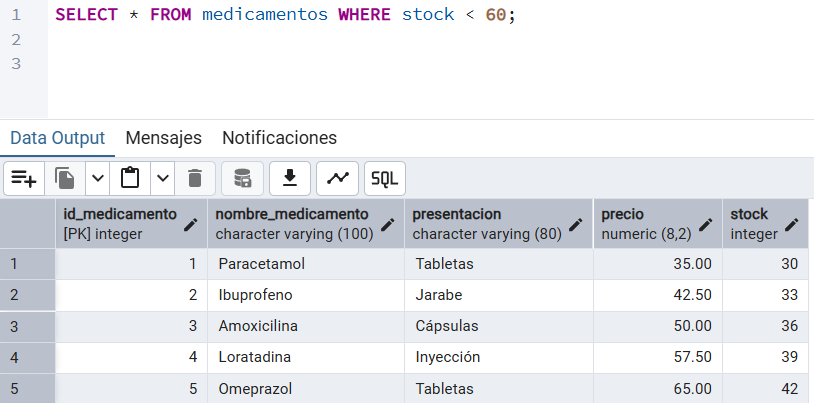 1 SELECT * FROM medicamentos WHERE stock < 60;
2
3
Data Output Mensajes Notificaciones
SQL
id_medicamento nombre_medicamento presentacion precio stock
[PK] integer character varying (100) character varying (80) numeric (8,2) integer
1 1 Paracetamol Tabletas 35.00 30
2 2 Ibuprofeno Jarabe 42.50 33
3 3 Amoxicilina Cápsulas 50.00 36
4 4 Loratadina Inyección 57.50 39
5 5 Omeprazol Tabletas 65.00 42